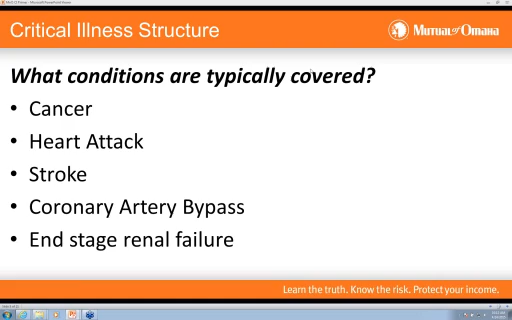 Critical Illness Structure
MUTUAL of OMAHA
What conditions are typically covered?
• Cancer
• Heart Attack
• Stroke
• Coronary Artery Bypass
• End stage renal failure
Learn the truth. Know the risk. Protect your income.